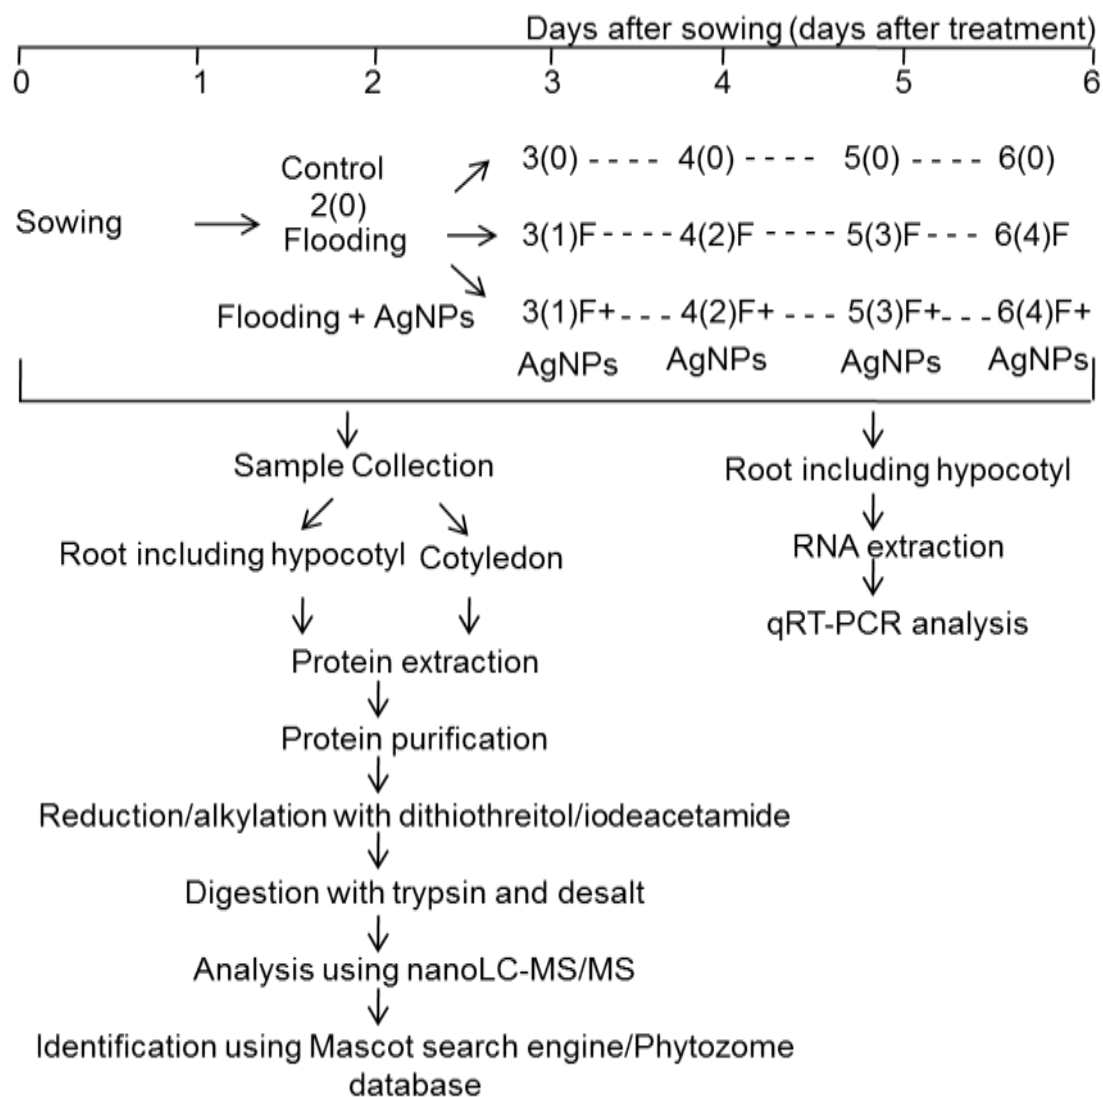 Days after sowing (days after treatment)
0 1 2 3 4 5 6
Control
3(0) - - - - 4(0) - - - - 5(0) - - - - 6(0)
2(0)
Sowing
Flooding
3(1)F- - - - 4(2)F - - - - 5(3)F- - - 6(4)F
Flooding + AgNPs
3(1)F+- - - 4(2)F+ - - - 5(3)F+- - - 6(4)F+
AgNPs AgNPs AgNPs AgNPs
Sample Collection
Root including hypocotyl
Root including hypocotyl Cotyledon
RNA extraction
qRT-PCR analysis
Protein extraction
Protein purification
Reduction/alkylation with dithiothreitol/iodeacetamide
Digestion with trypsin and desalt
Analysis using nanoLC-MS/MS
Identification using Mascot search engine/Phytozome
database